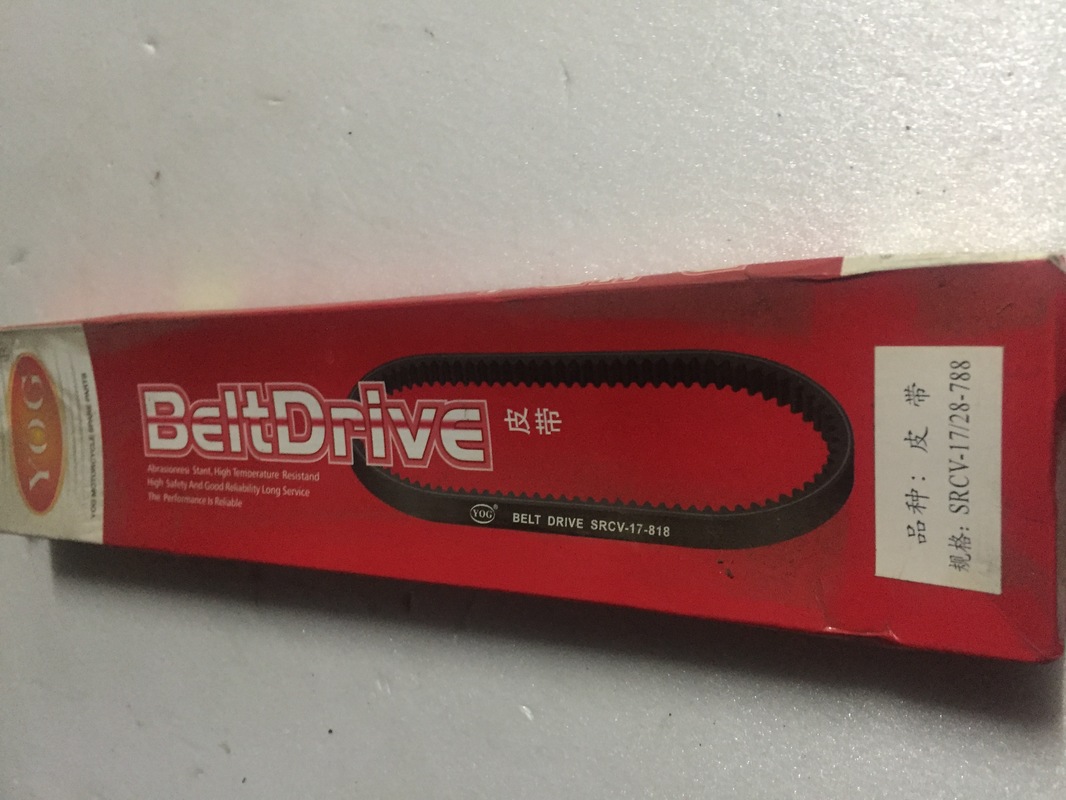 YOG
YOG MOTORCYCLE SPARE PARTS
BeltDrive
皮带
Abrasionresi Stant, High Temoerature Resistand
High Safety And Good Reliability Long Service
The Performance Is Reliable
YOG BELT DRIVE SRCV-17-818
品种: 皮 带
规格: SRCV-17/28-788